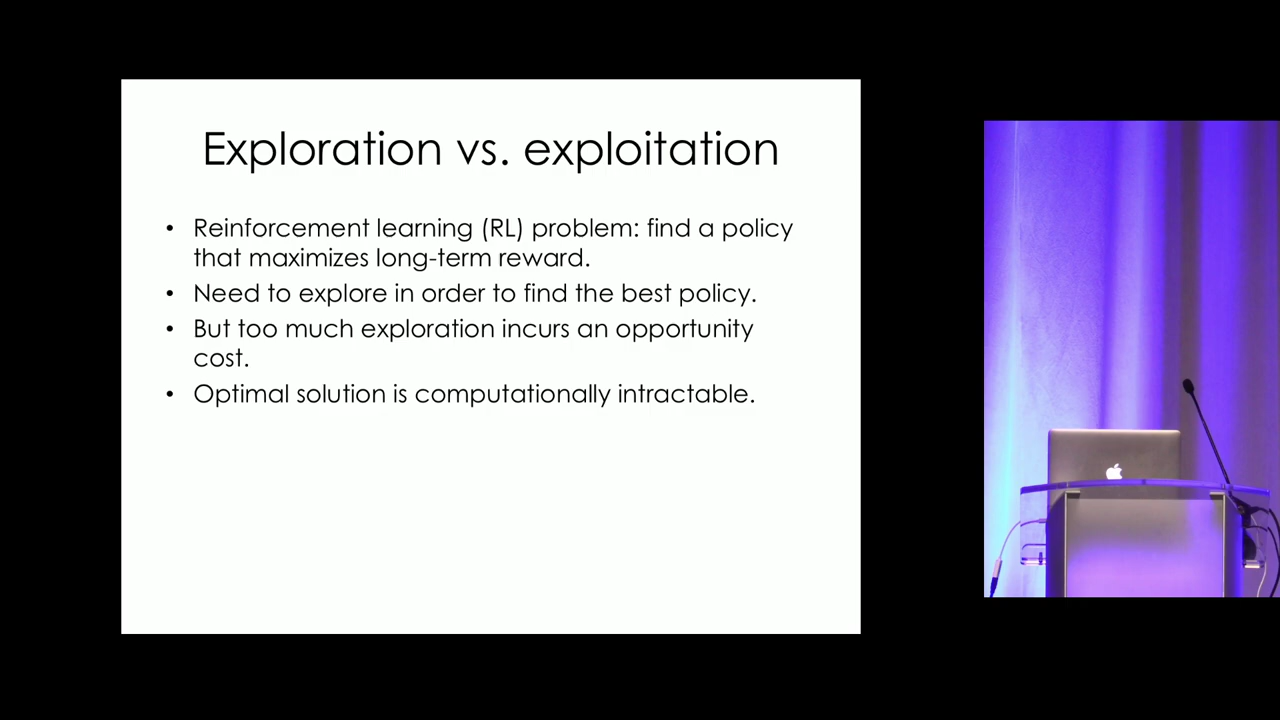 Exploration vs. exploitation
• Reinforcement learning (RL) problem: find a policy
that maximizes long-term reward.
• Need to explore in order to find the best policy.
• But too much exploration incurs an opportunity
cost.
• Optimal solution is computationally intractable.